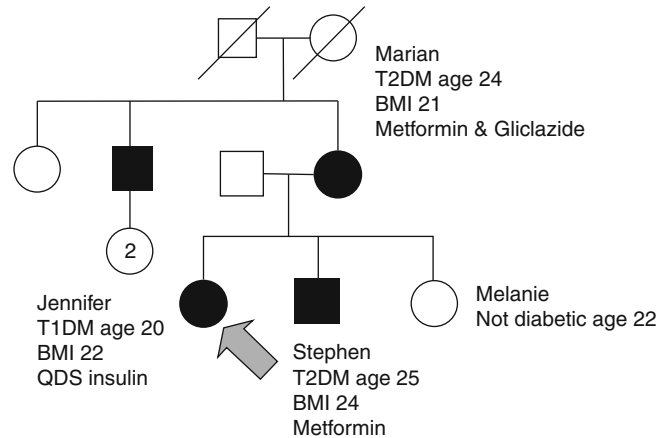 Marian
T2DM age 24
BMI 21
Metformin & Gliclazide
2
Jennifer
T1DM age 20
BMI 22
QDS insulin
Stephen
T2DM age 25
BMI 24
Metformin
Melanie
Not diabetic age 22